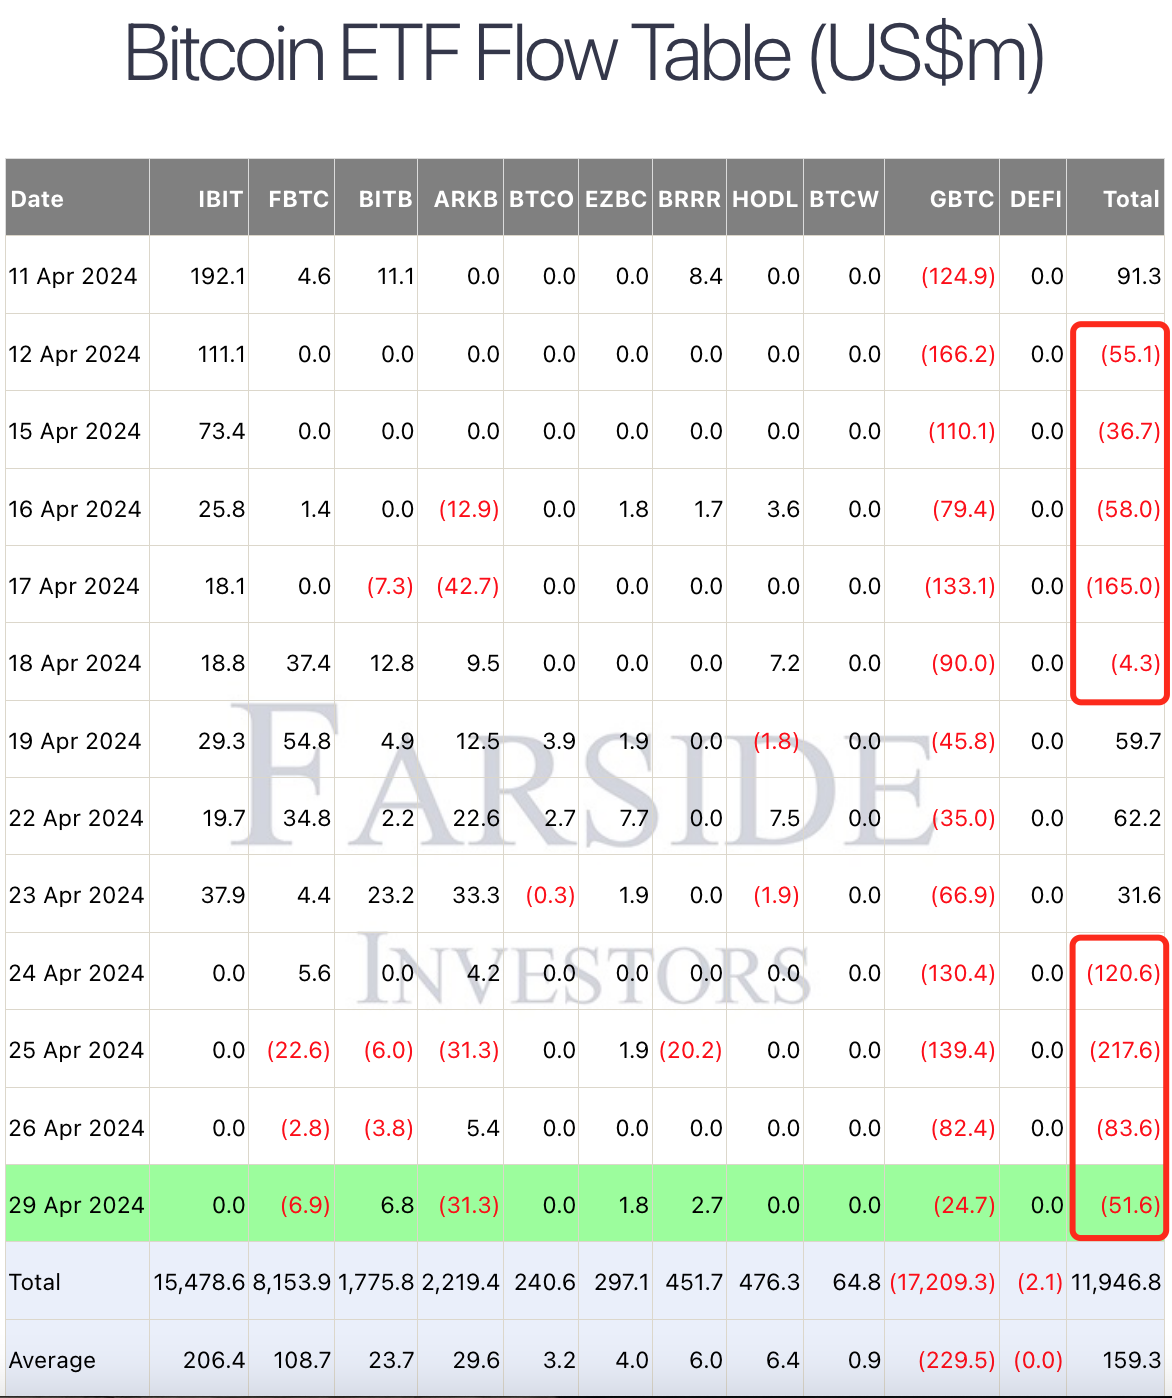 Bitcoin ETF Flow Table (US$m)
Date IBIT FBTC BITB ARKB BTCO EZBC BRRR HODL BTCW GBTC DEFI Total
11 Apr 2024 192.1 4.6 11.1 0.0 0.0 0.0 8.4 0.0 0.0 (124.9) 0.0 91.3
12 Apr 2024 111.1 0.0 0.0 0.0 0.0 0.0 0.0 0.0 0.0 (166.2) 0.0 (55.1)
15 Apr 2024 73.4 0.0 0.0 0.0 0.0 0.0 0.0 0.0 0.0 (110.1) 0.0 (36.7)
16 Apr 2024 25.8 1.4 0.0 (12.9) 0.0 1.8 1.7 3.6 0.0 (79.4) 0.0 (58.0)
17 Apr 2024 18.1 0.0 (7.3) (42.7) 0.0 0.0 0.0 0.0 0.0 (133.1) 0.0 (165.0)
18 Apr 2024 18.8 37.4 12.8 9.5 0.0 0.0 0.0 7.2 0.0 (90.0) 0.0 (4.3)
19 Apr 2024 29.3 54.8 4.9 12.5 3.9 1.9 0.0 (1.8) 0.0 (45.8) 0.0 59.7
FARSIDE
22 Apr 2024 19.7 34.8 2.2 22.6 2.7 7.7 0.0 7.5 0.0 (35.0) 0.0 62.2
23 Apr 2024 37.9 4.4 23.2 33.3 (0.3) 1.9 0.0 (1.9) 0.0 (66.9) 0.0 31.6
24 Apr 2024 0.0 5.6 0.0 4.2 0.0 0.0 0.0 0.0 0.0 (130.4) 0.0 (120.6)
INVESTORS
25 Apr 2024 0.0 (22.6) (6.0) (31.3) 0.0 1.9 (20.2) 0.0 0.0 (139.4) 0.0 (217.6)
26 Apr 2024 0.0 (2.8) (3.8) 5.4 0.0 0.0 0.0 0.0 0.0 (82.4) 0.0 (83.6)
29 Apr 2024 0.0 (6.9) 6.8 (31.3) 0.0 1.8 2.7 0.0 0.0 (24.7) 0.0 (51.6)
Total 15,478.6 8,153.9 1,775.8 2,219.4 240.6 297.1 451.7 476.3 64.8 (17,209.3) (2.1) 11,946.8
Average 206.4 108.7 23.7 29.6 3.2 4.0 6.0 6.4 0.9 (229.5) (0.0) 159.3